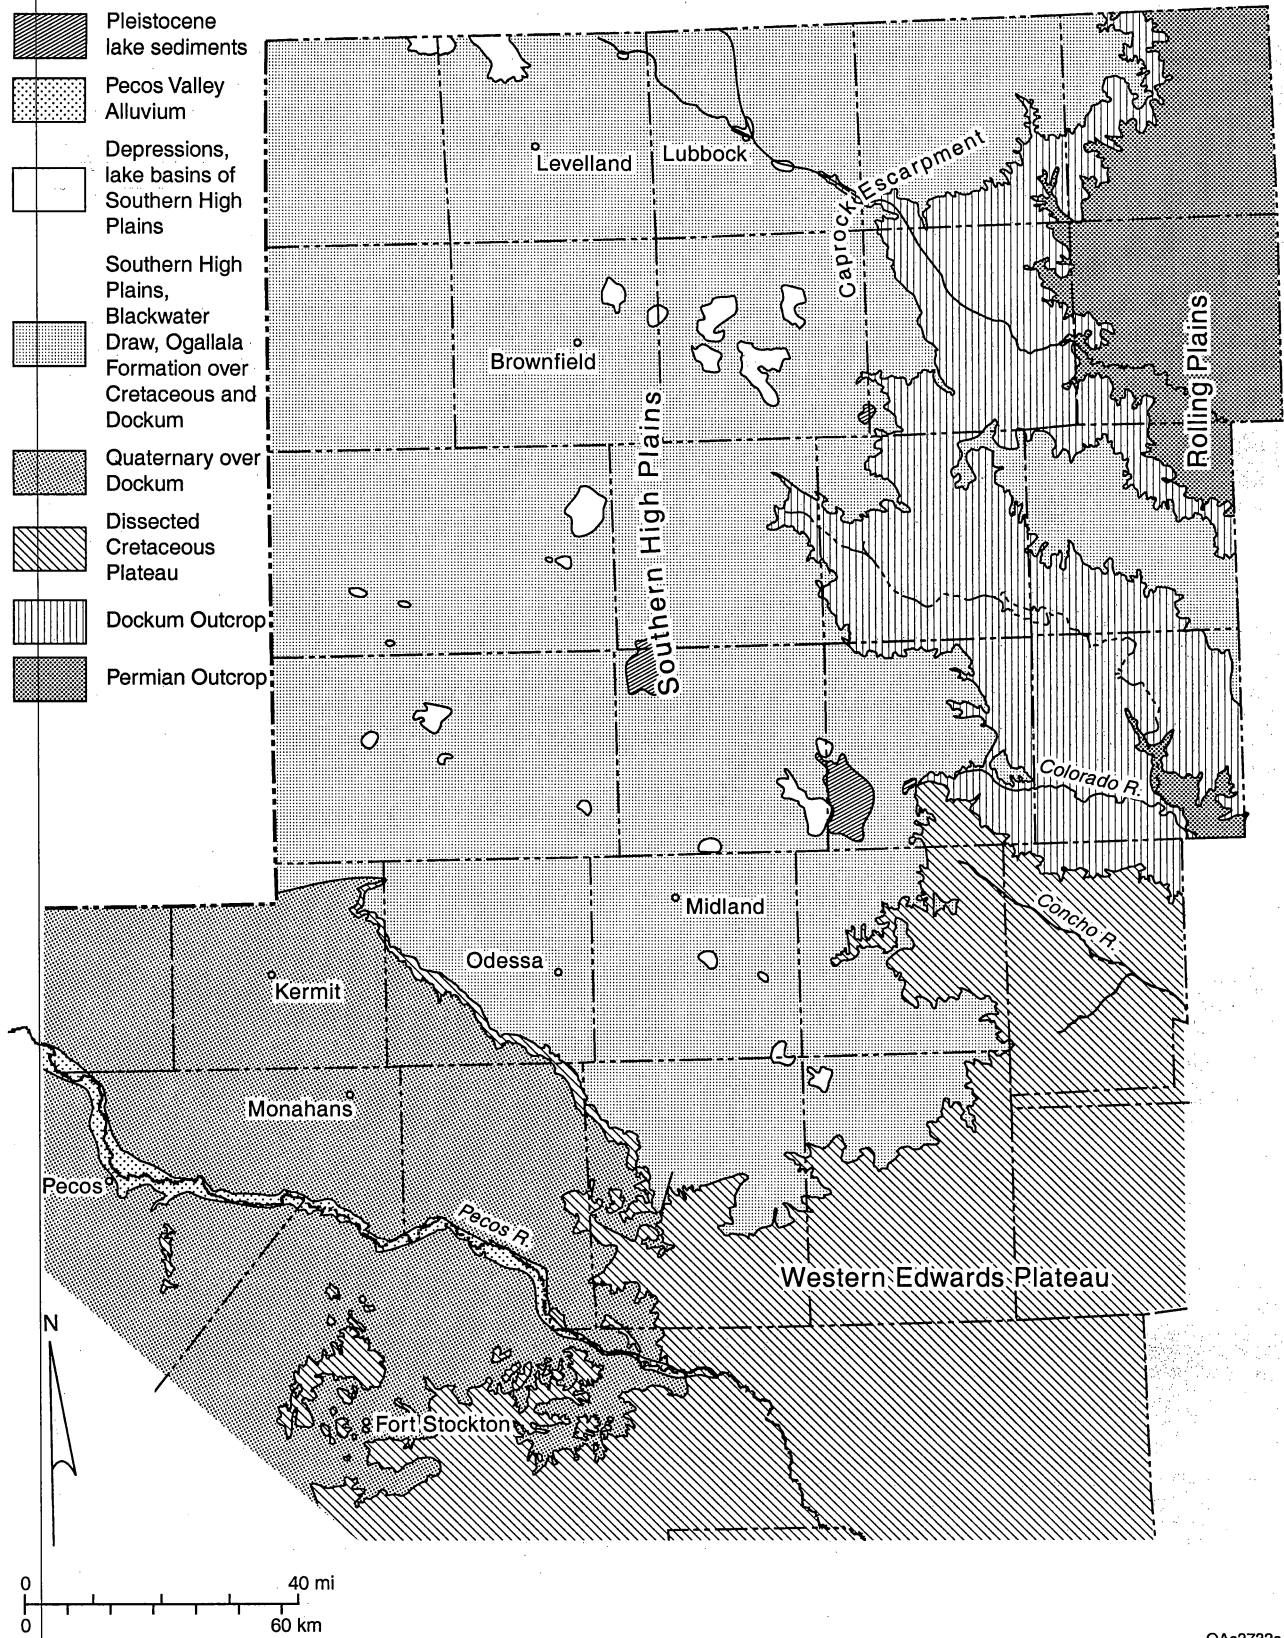 Pleistocene
lake sediments
Pecos Valley
Alluvium
Depressions,
lake basins of
Southern High
Plains
Southern High
Plains,
Blackwater
Draw, Ogallala
Formation over
Cretaceous and
Dockum
Quaternary over
Dockum
Dissected
Cretaceous
Plateau
Dockum Outcrop
Permian Outcrop
Levelland
Lubbock
Caprock Escarpment
Brownfield
Southern High Plains
Rolling Plains
Colorado R.
Midland
Concho R.
Odessa
Kermit
Monahans
Pecos
Pecos R.
Western Edwards Plateau
Fort Stockton
N
0 40 mi
0 60 km